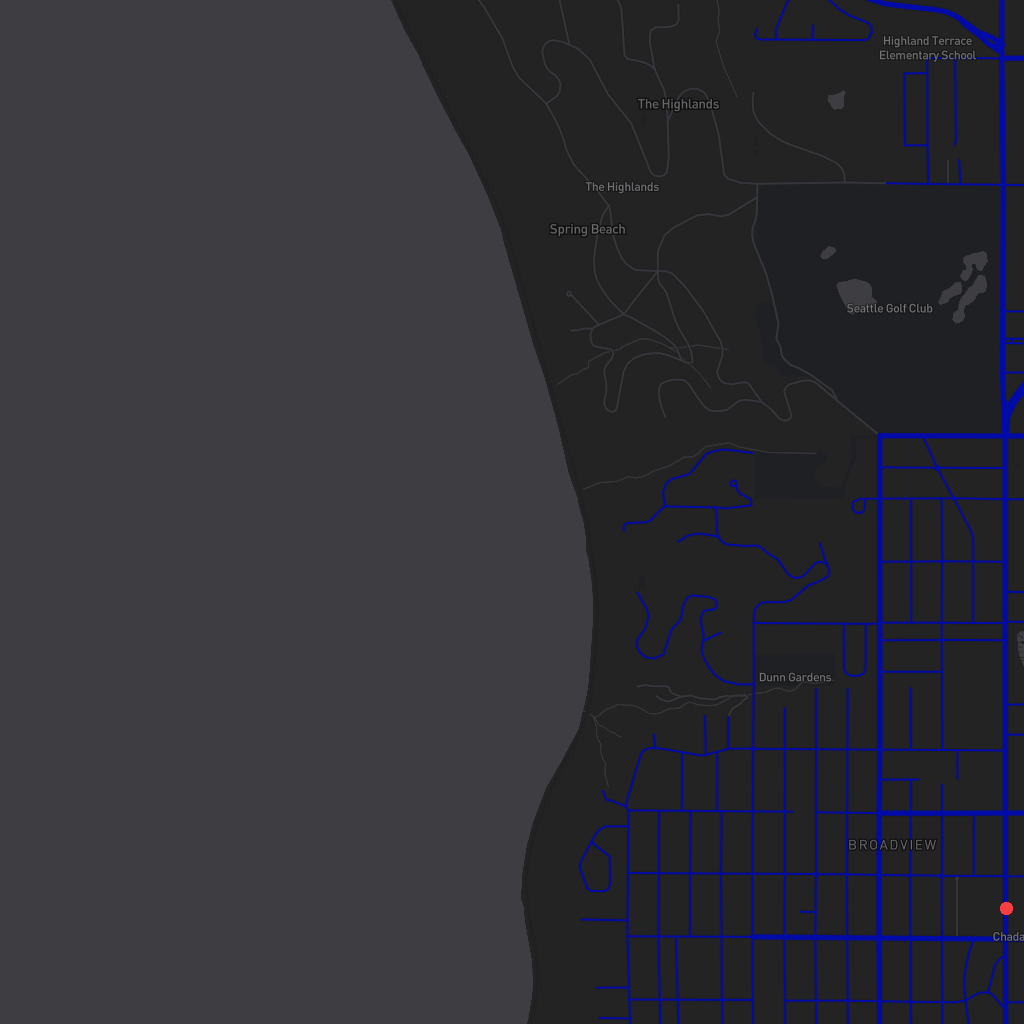 Highland Terrace
Elementary School
The Highlands
The Highlands
Spring Beach
Seattle Golf Club
Dunn Gardens
BROADVIEW
Chada